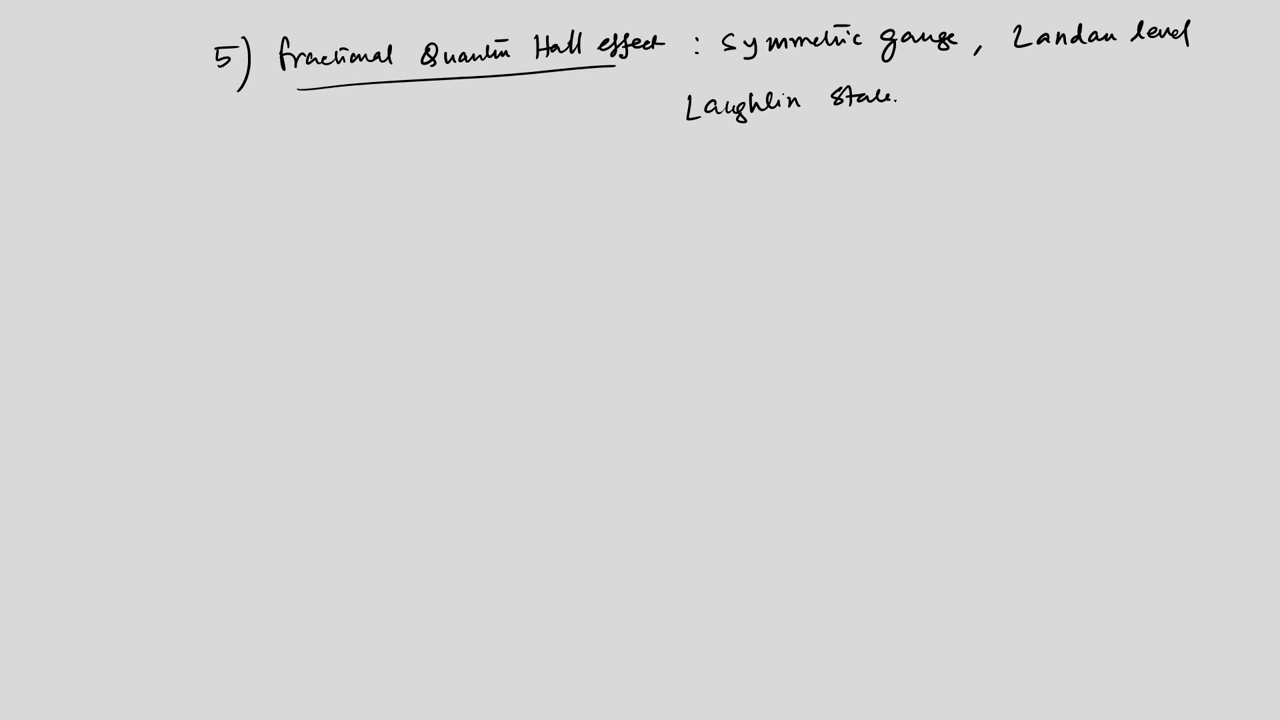 5) fractional Quantum Hall effect : Symmetric gauge, Landau level
Laughlin state.